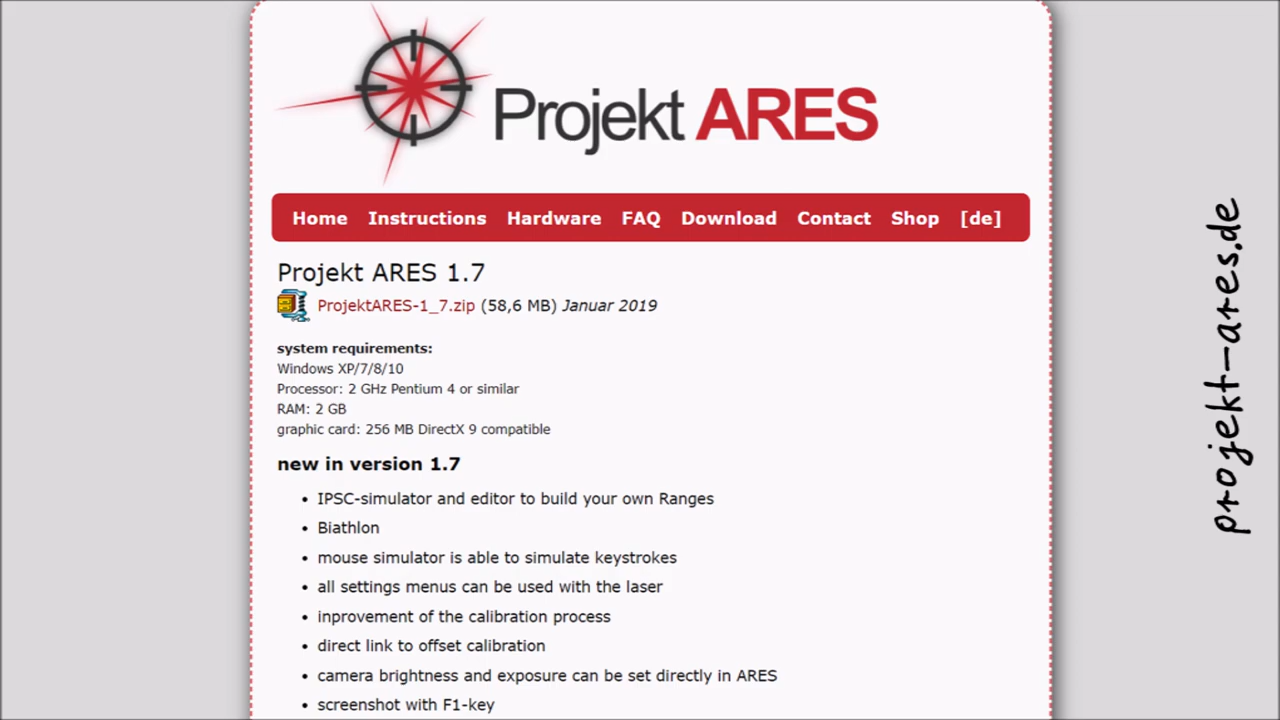 Projekt ARES
Home Instructions Hardware FAQ Download Contact Shop [de]
Projekt ARES 1.7
ProjektARES-1_7.zip (58,6 MB) Januar 2019
system requirements:
Windows XP/7/8/10
Processor: 2 GHz Pentium 4 or similar
RAM: 2 GB
graphic card: 256 MB DirectX 9 compatible
new in version 1.7
• IPSC-simulator and editor to build your own Ranges
• Biathlon
• mouse simulator is able to simulate keystrokes
• all settings menus can be used with the laser
• inprovement of the calibration process
• direct link to offset calibration
• camera brightness and exposure can be set directly in ARES
• screenshot with F1-key
projekt-ares.de